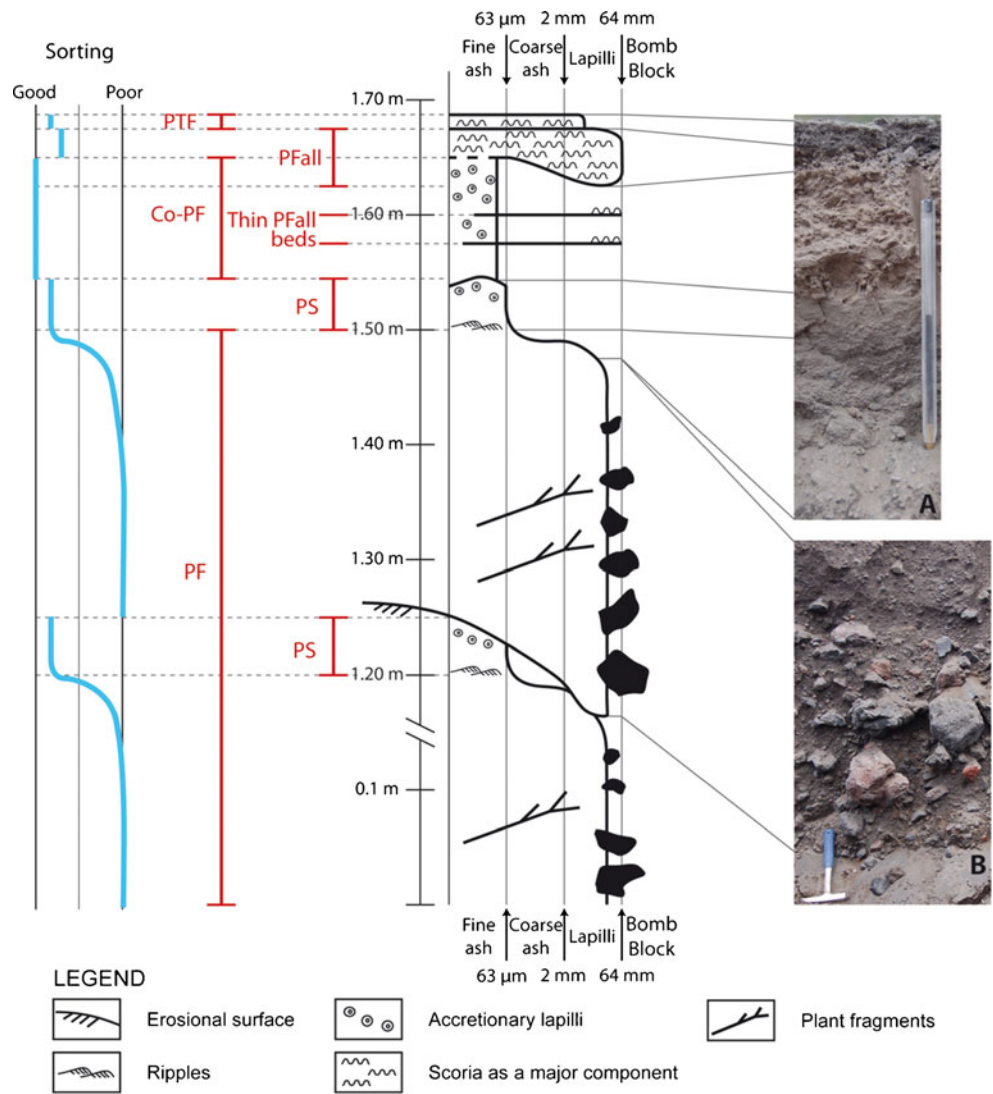 63 µm 2 mm 64 mm
Sorting
Fine ash
Coarse ash
Lapilli
Bomb Block
Good Poor
1.70 m
PTF
PFall
Co-PF
Thin PFall beds
1.60 m
PS
1.50 m
A
1.40 m
PF
1.30 m
PS
1.20 m
0.1 m
B
Fine ash
Coarse ash
Lapilli
Bomb Block
63 µm 2 mm 64 mm
LEGEND
Erosional surface
Accretionary lapilli
Plant fragments
Ripples
Scoria as a major component